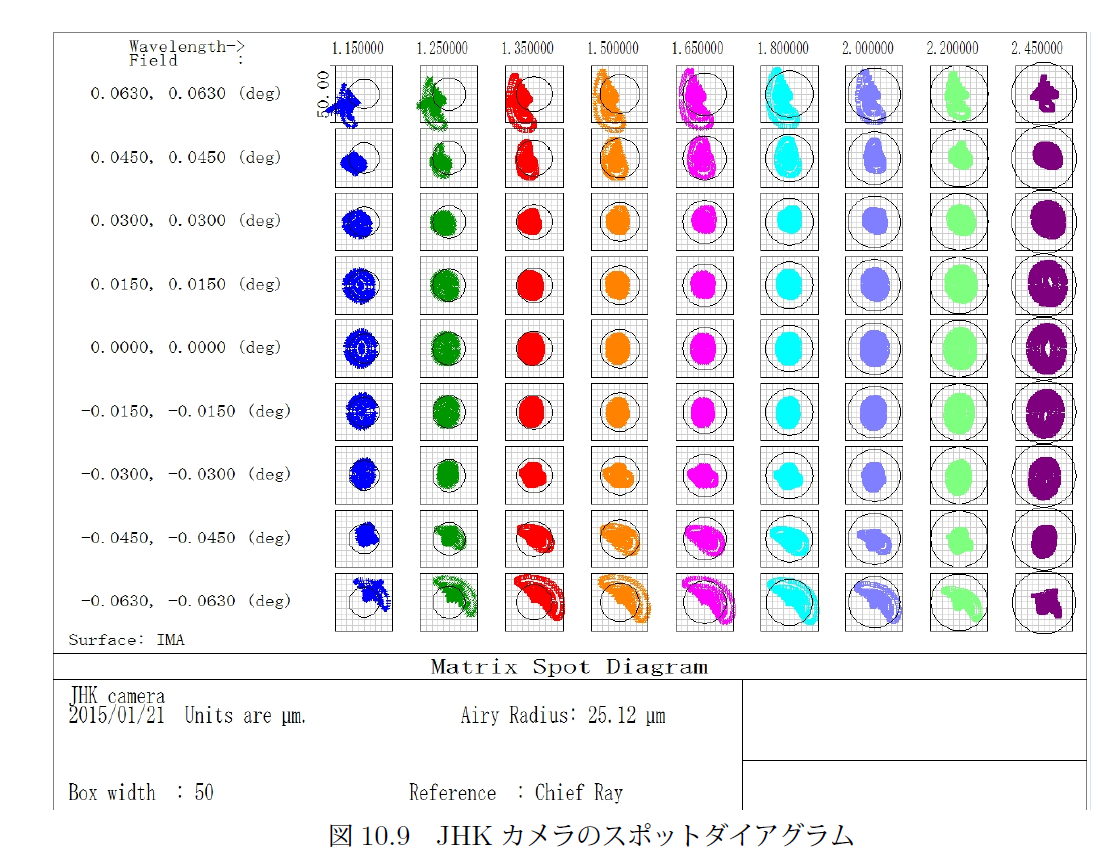 Wavelength->
Field :
1.150000 1.250000 1.350000 1.500000 1.650000 1.800000 2.000000 2.200000 2.450000
50.00
0.0630, 0.0630 (deg)
0.0450, 0.0450 (deg)
0.0300, 0.0300 (deg)
0.0150, 0.0150 (deg)
0.0000, 0.0000 (deg)
-0.0150, -0.0150 (deg)
-0.0300, -0.0300 (deg)
-0.0450, -0.0450 (deg)
-0.0630, -0.0630 (deg)
Surface: IMA
Matrix Spot Diagram
JHK camera
2015/01/21 Units are µm. Airy Radius: 25.12 µm
Box width : 50 Reference : Chief Ray
図 10.9 JHK カメラのスポットダイアグラム